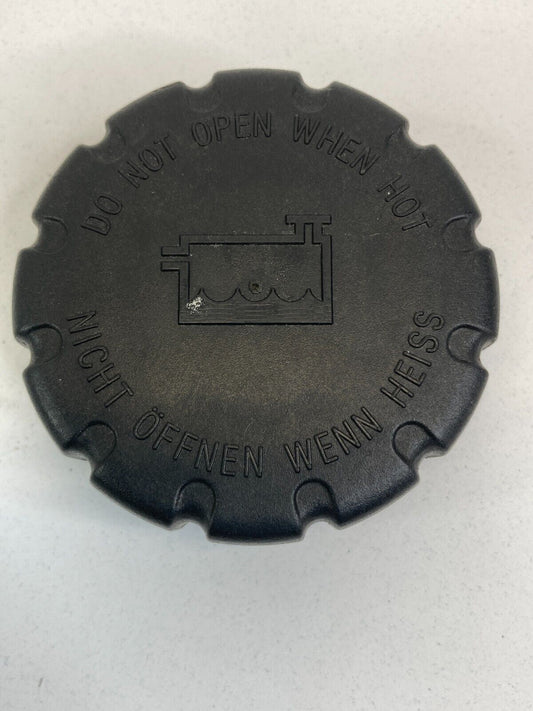 DO NOT OPEN WHEN HOT
NICHT ÖFFNEN WENN HEISS